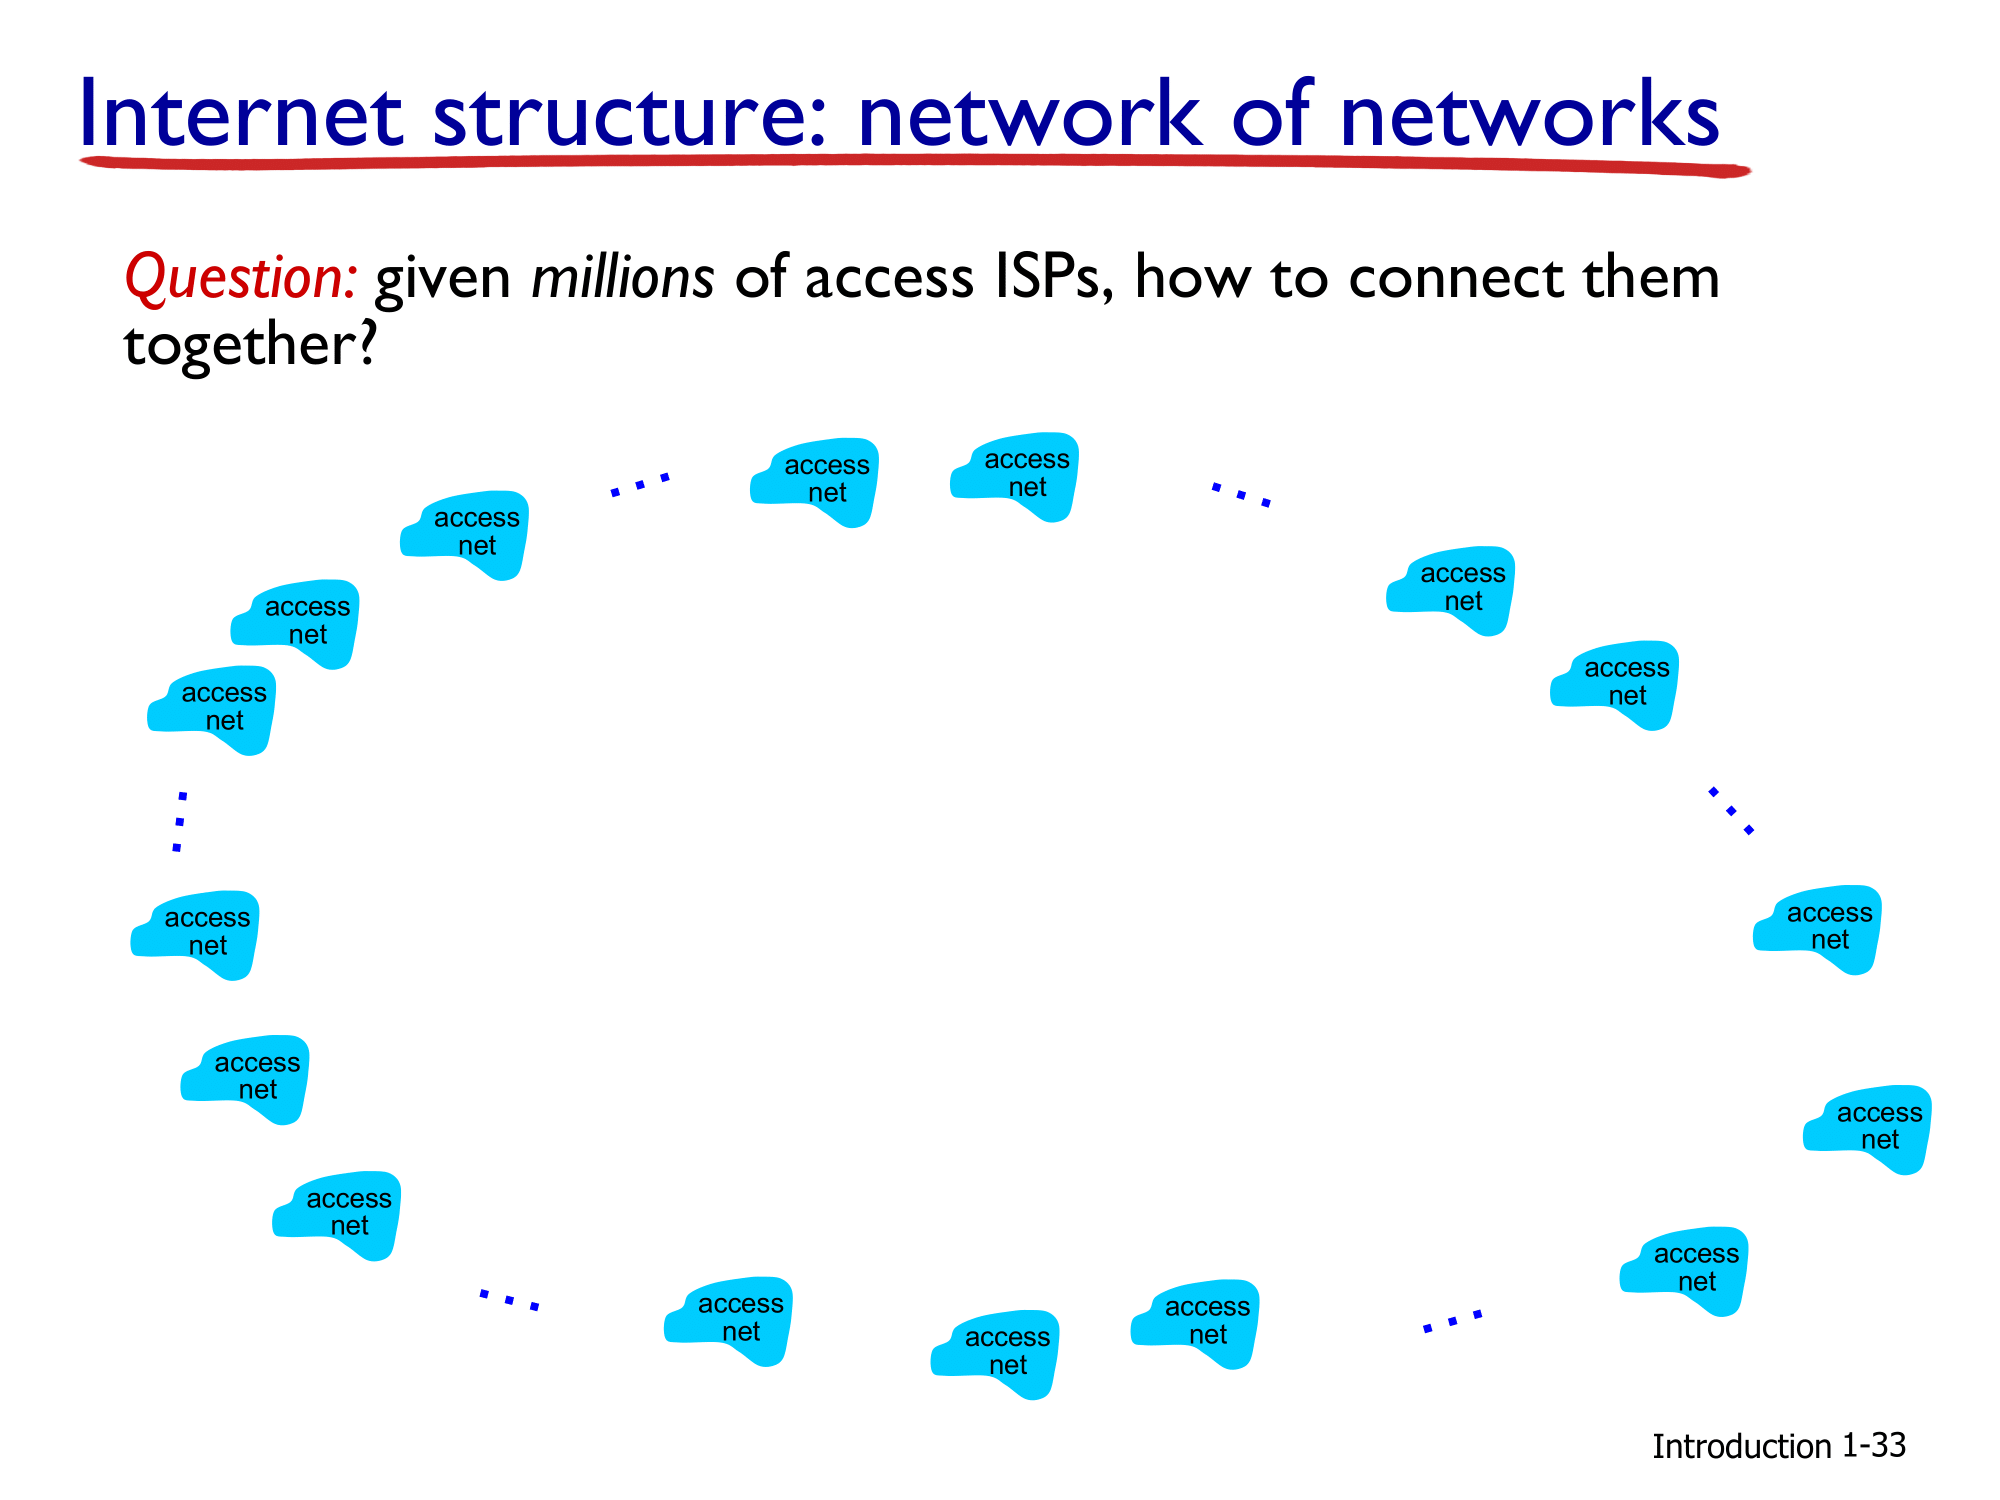 Internet structure: network of networks
Question: given millions of access ISPs, how to connect them
together?
access
net
access
net
access
net
access
net
access
net
access
net
access
net
access
net
access
net
access
net
access
net
access
net
access
net
access
net
access
net
access
net
Introduction 1-33